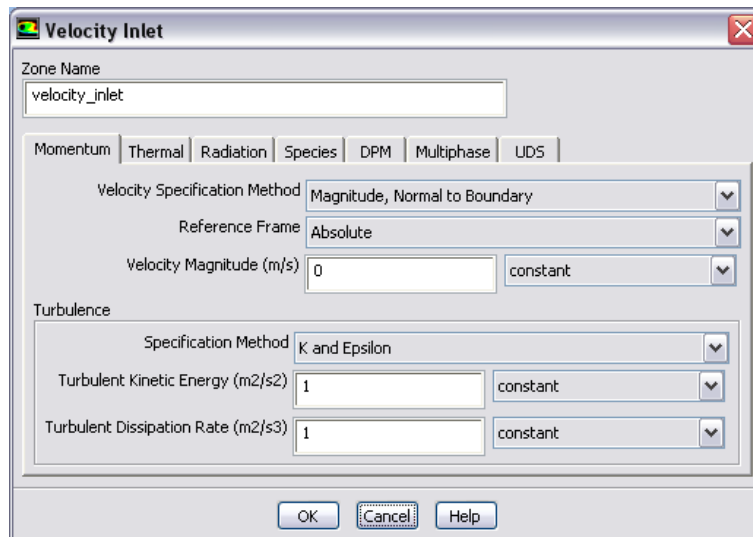 Velocity Inlet
Zone Name
velocity_inlet
Momentum Thermal Radiation Species DPM Multiphase UDS
Velocity Specification Method Magnitude, Normal to Boundary
Reference Frame Absolute
Velocity Magnitude (m/s) 0 constant
Turbulence
Specification Method K and Epsilon
Turbulent Kinetic Energy (m2/s2) 1 constant
Turbulent Dissipation Rate (m2/s3) 1 constant
OK Cancel Help